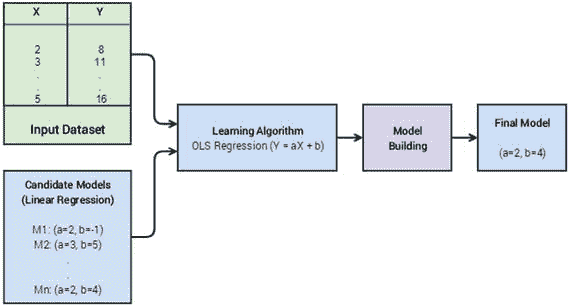 X Y
2 8
3 11
. .
. .
5 16
Input Dataset
Candidate Models
(Linear Regression)
M1: (a=2, b=-1)
M2: (a=3, b=5)
.
.
Mn: (a=2, b=4)
Learning Algorithm
OLS Regression (Y = aX + b)
Model
Building
Final Model
(a=2, b=4)